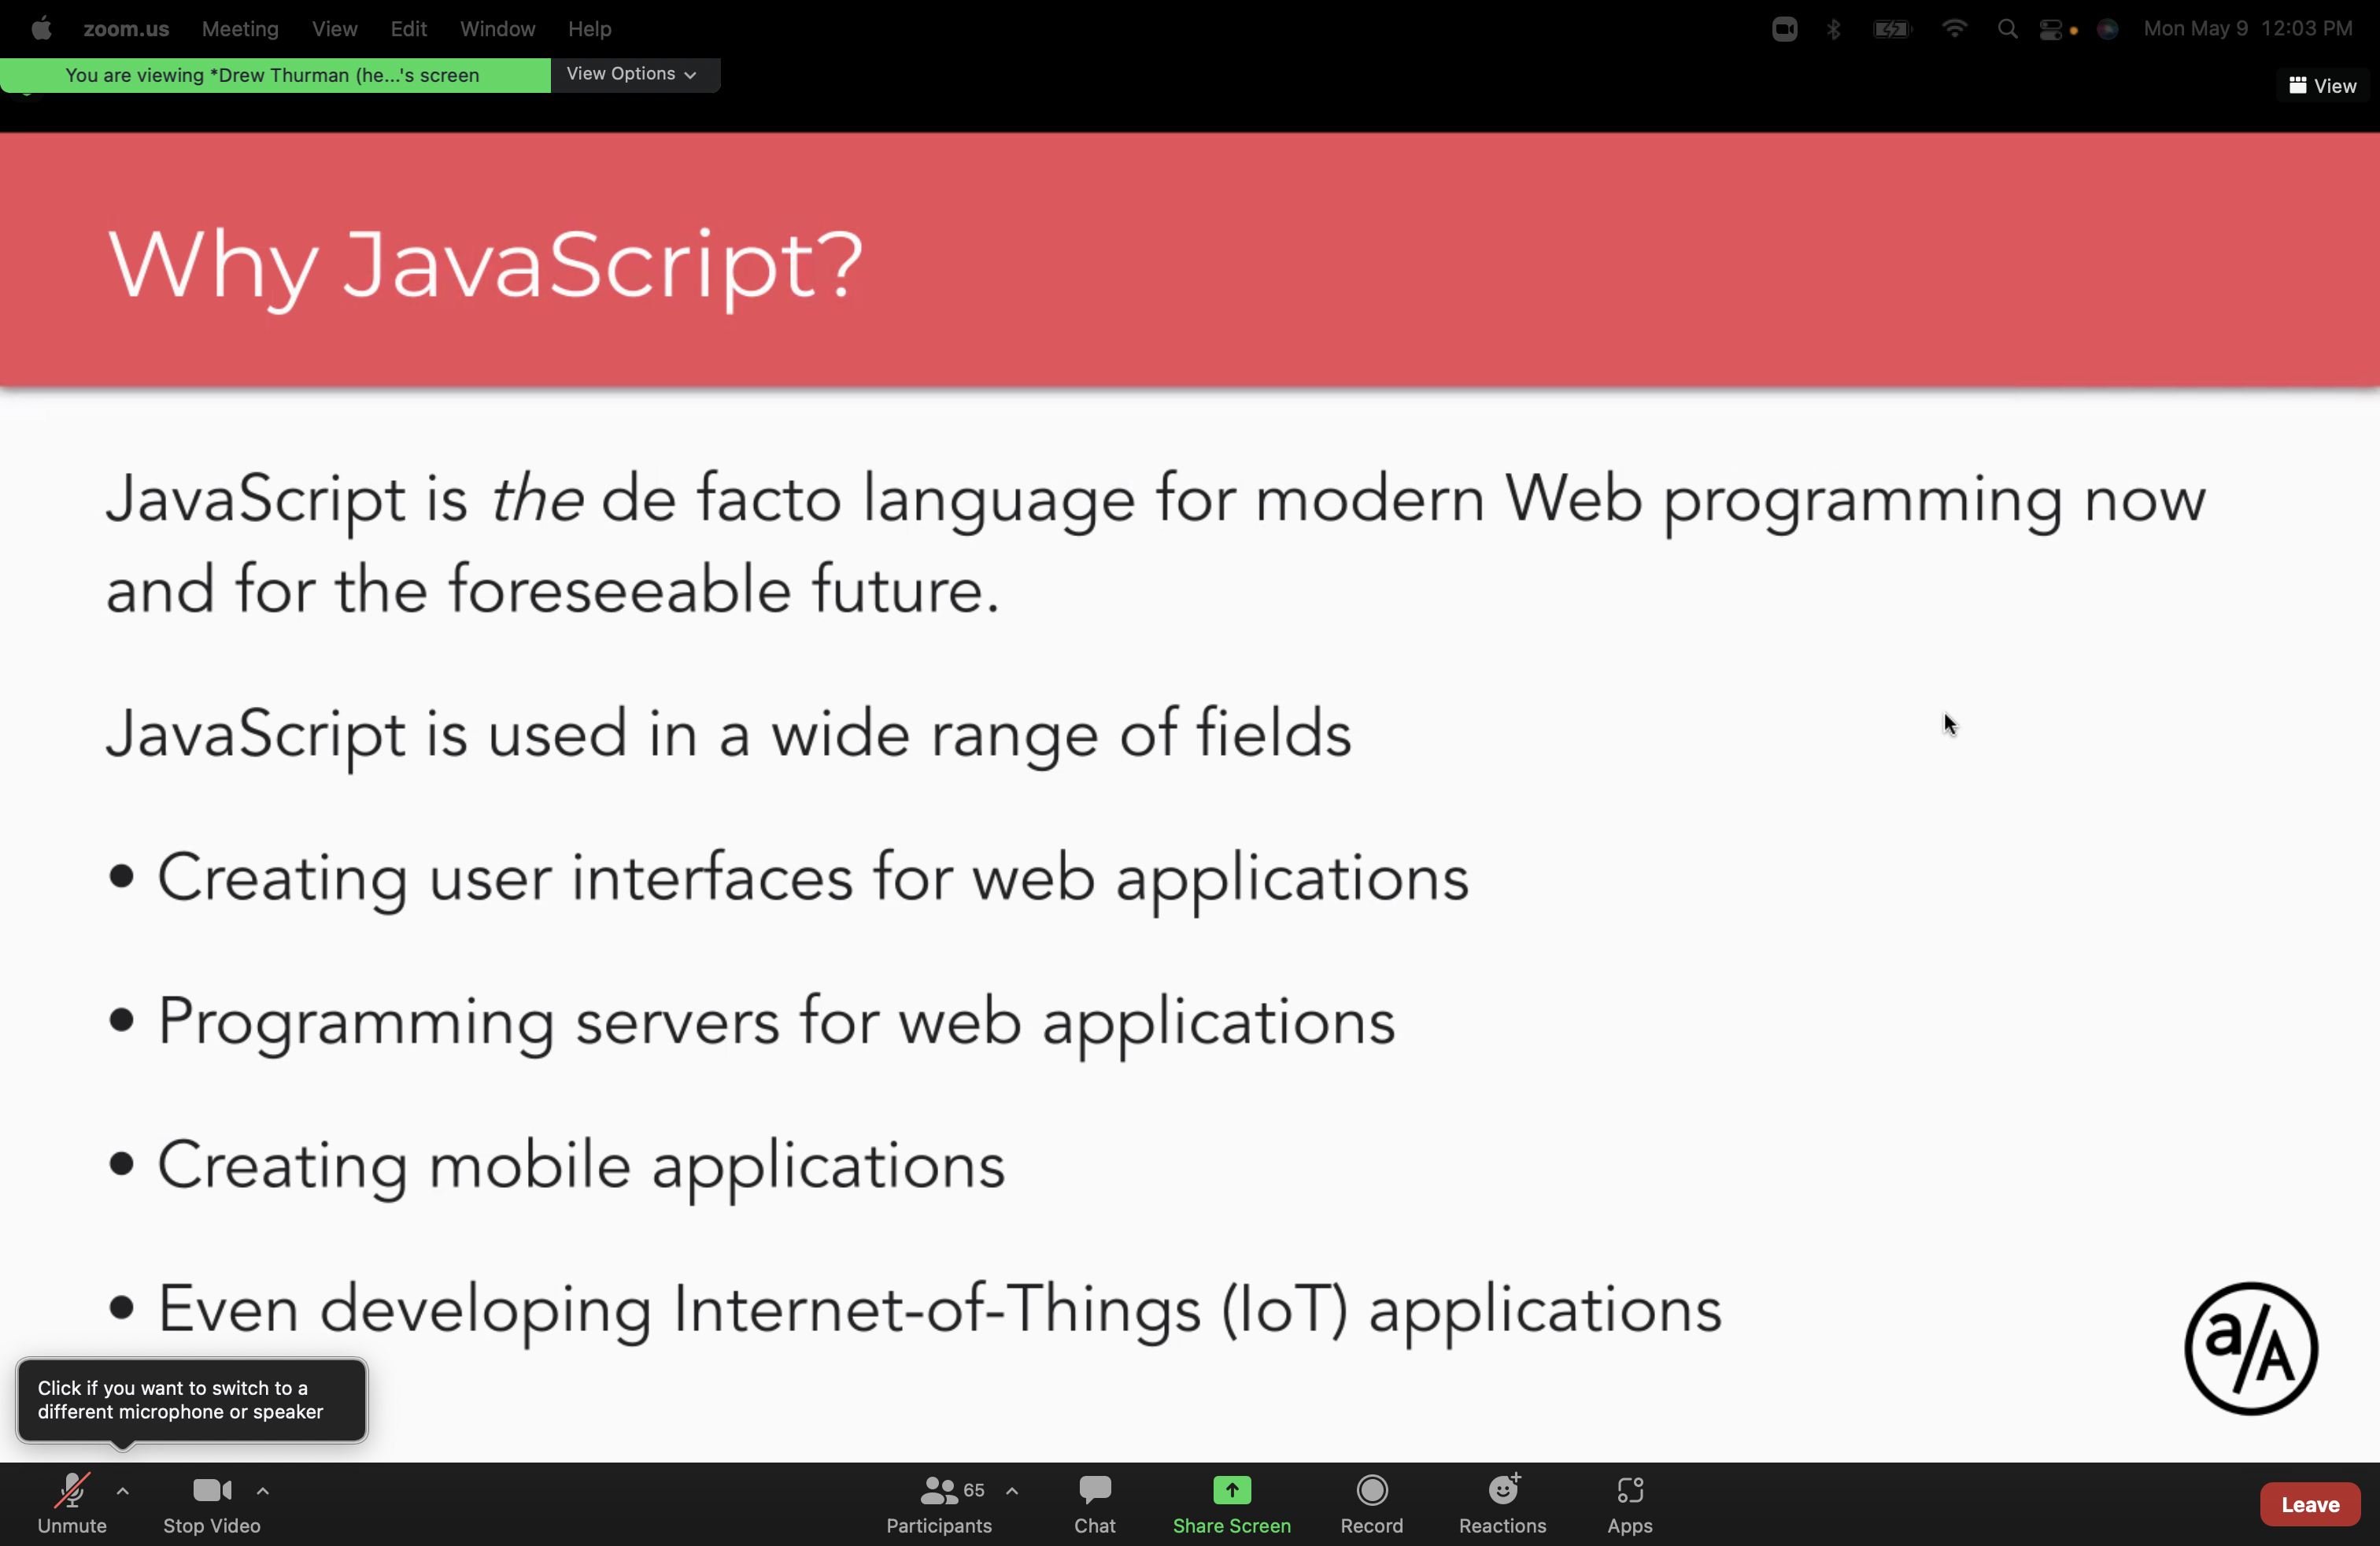 zoom.us Meeting View Edit Window Help Mon May 9 12:03 PM
You are viewing *Drew Thurman (he...'s screen View Options
View
Why JavaScript?
JavaScript is the de facto language for modern Web programming now
and for the foreseeable future.
JavaScript is used in a wide range of fields
• Creating user interfaces for web applications
• Programming servers for web applications
• Creating mobile applications
• Even developing Internet-of-Things (IoT) applications
a/A
Click if you want to switch to a
different microphone or speaker
65
Unmute Stop Video Participants Chat Share Screen Record Reactions Apps Leave